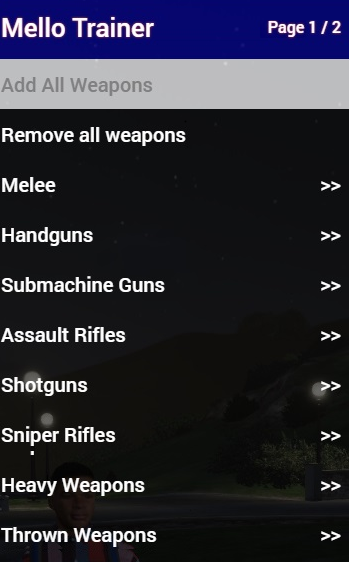 Mello Trainer Page 1 / 2
Add All Weapons
Remove all weapons
Melee >>
Handguns >>
Submachine Guns >>
Assault Rifles >>
Shotguns >>
Sniper Rifles >>
Heavy Weapons >>
Thrown Weapons >>